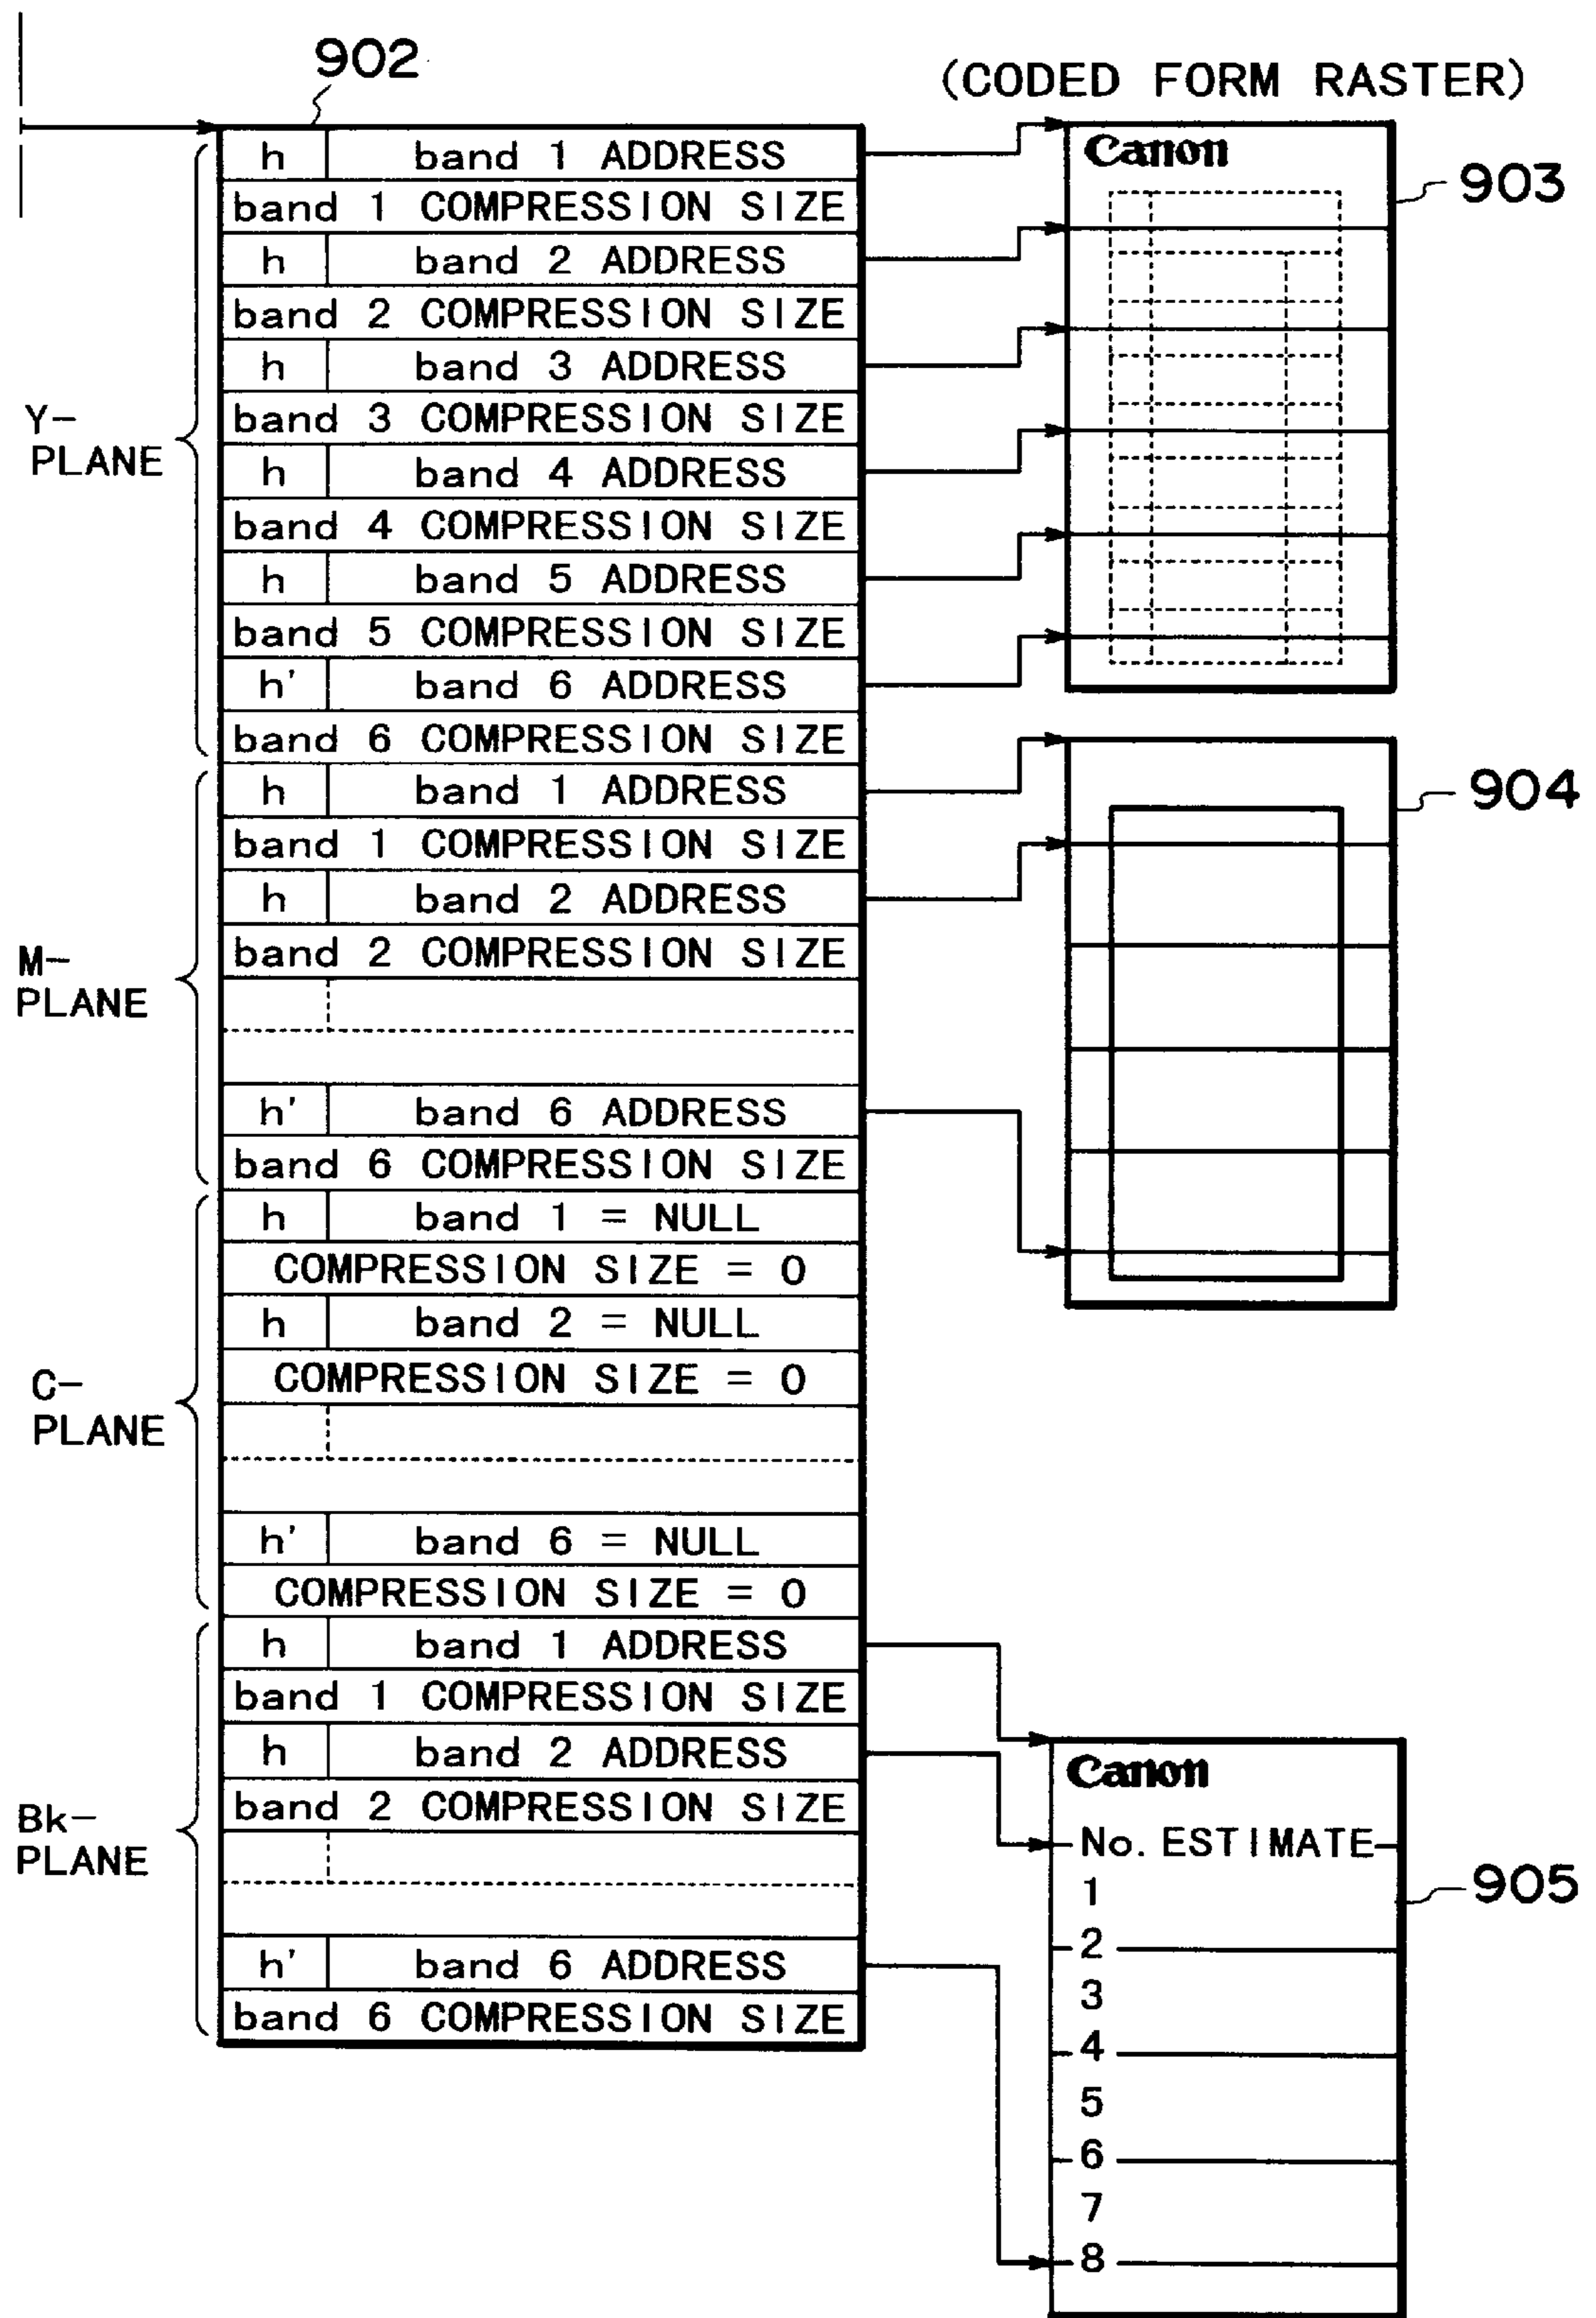 902
(CODED FORM RASTER)
h band 1 ADDRESS
band 1 COMPRESSION SIZE
h band 2 ADDRESS
band 2 COMPRESSION SIZE
h band 3 ADDRESS
band 3 COMPRESSION SIZE
h band 4 ADDRESS
band 4 COMPRESSION SIZE
h band 5 ADDRESS
band 5 COMPRESSION SIZE
h' band 6 ADDRESS
band 6 COMPRESSION SIZE
Y-
PLANE
Canon
903
h band 1 ADDRESS
band 1 COMPRESSION SIZE
h band 2 ADDRESS
band 2 COMPRESSION SIZE
h' band 6 ADDRESS
band 6 COMPRESSION SIZE
M-
PLANE
904
h band 1 = NULL
COMPRESSION SIZE = 0
h band 2 = NULL
COMPRESSION SIZE = 0
h' band 6 = NULL
COMPRESSION SIZE = 0
C-
PLANE
h band 1 ADDRESS
band 1 COMPRESSION SIZE
h band 2 ADDRESS
band 2 COMPRESSION SIZE
h' band 6 ADDRESS
band 6 COMPRESSION SIZE
Bk-
PLANE
Canon
No. ESTIMATE
1
2
3
4
5
6
7
8
905